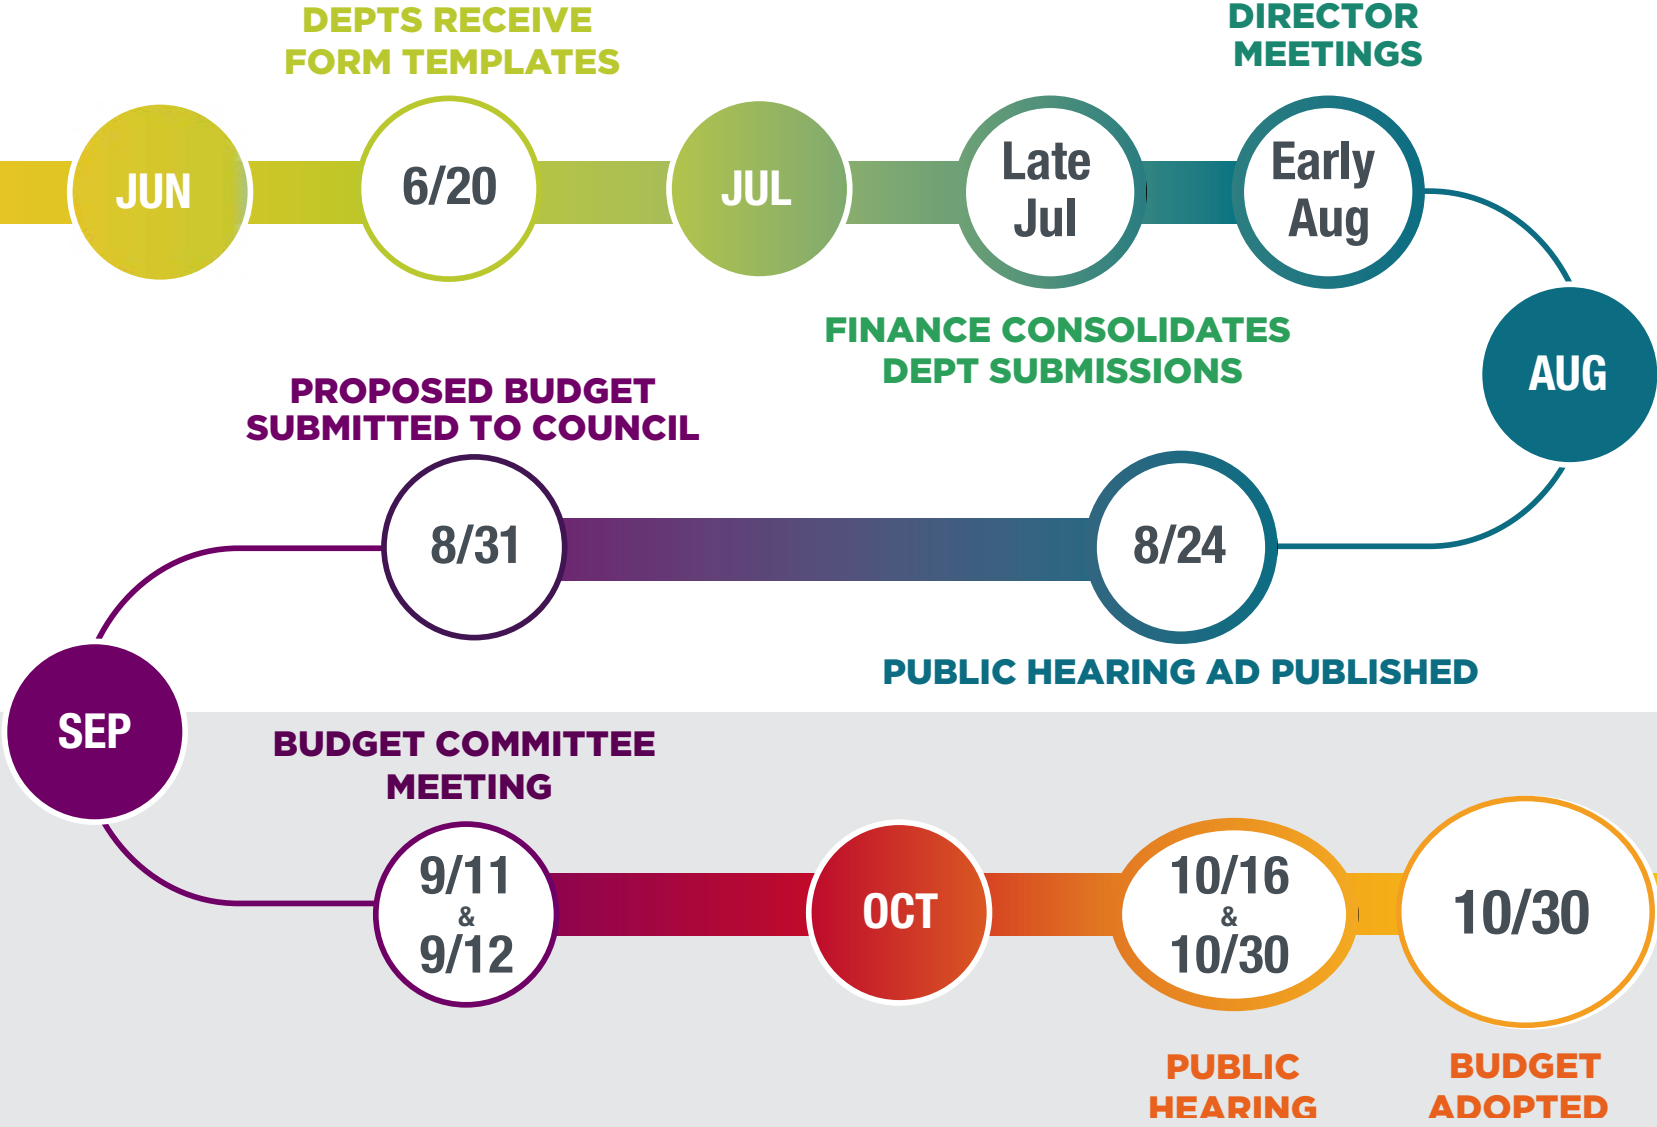 DEPTS RECEIVE
FORM TEMPLATES
DIRECTOR
MEETINGS
JUN
6/20
JUL
Late
Jul
Early
Aug
FINANCE CONSOLIDATES
DEPT SUBMISSIONS
AUG
PROPOSED BUDGET
SUBMITTED TO COUNCIL
8/31
8/24
PUBLIC HEARING AD PUBLISHED
SEP
BUDGET COMMITTEE
MEETING
9/11
&
9/12
OCT
10/16
&
10/30
10/30
PUBLIC
HEARING
BUDGET
ADOPTED